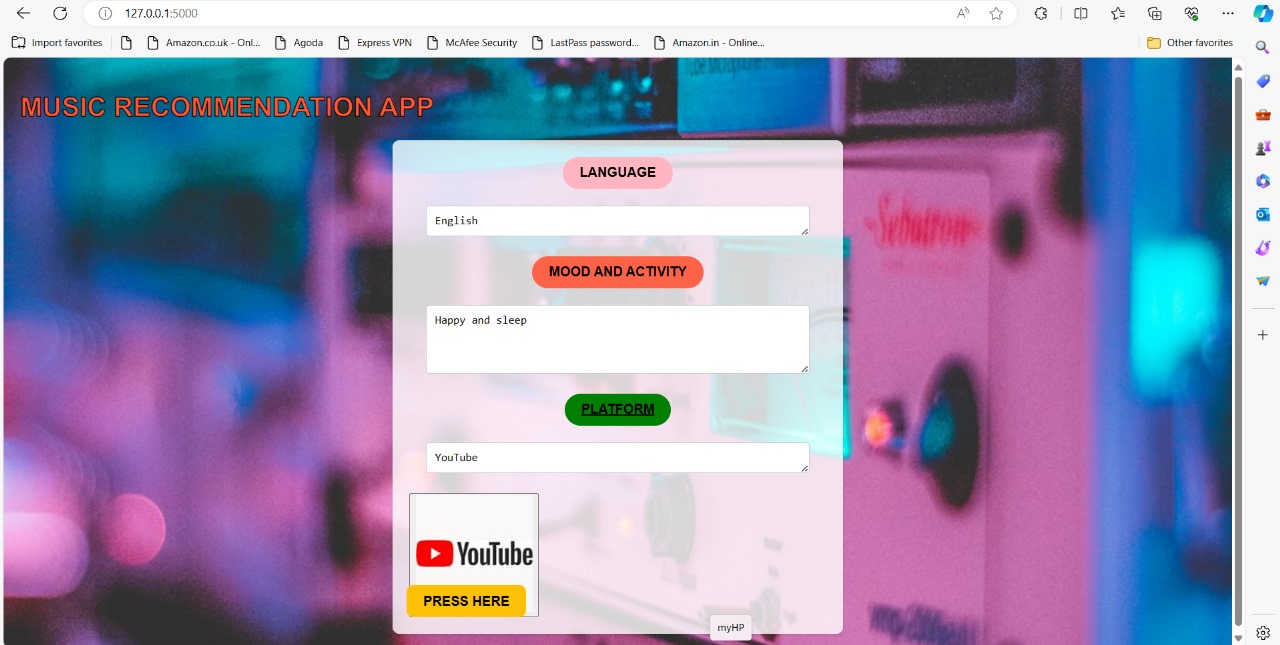 127.0.0.1:5000
Import favorites
Amazon.co.uk - Onl...
Agoda
Express VPN
McAfee Security
LastPass password...
Amazon.in - Online...
Other favorites
MUSIC RECOMMENDATION APP
LANGUAGE
English
MOOD AND ACTIVITY
Happy and sleep
PLATFORM
YouTube
YouTube
PRESS HERE
myHP